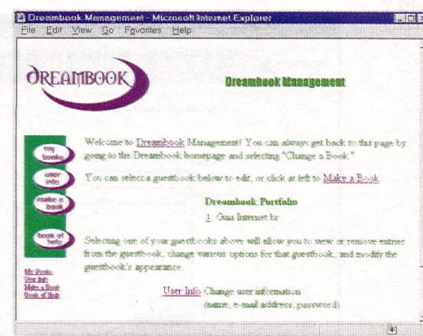 Dreambook Management - Microsoft Internet Explorer
File Edit View Go Favorites Help
DREAMBOOK
Dreambook Management
my books
user info
make a book
book of help
Welcome to Dreambook Management! You can always get back to this page by
going to the Dreambook homepage and selecting "Change a Book."
You can select a guestbook below to edit, or click at left to Make a Book
Dreambook Portfolio
1 Guia Internet br
Selecting one of your guestbooks above will allow you to view or remove entries
from the guestbook, change various options for that guestbook, and modify the
guestbook's appearance
My Books
User Info
Make a Book
Book of Help
User Info Change user information
(name, e-mail address, password)